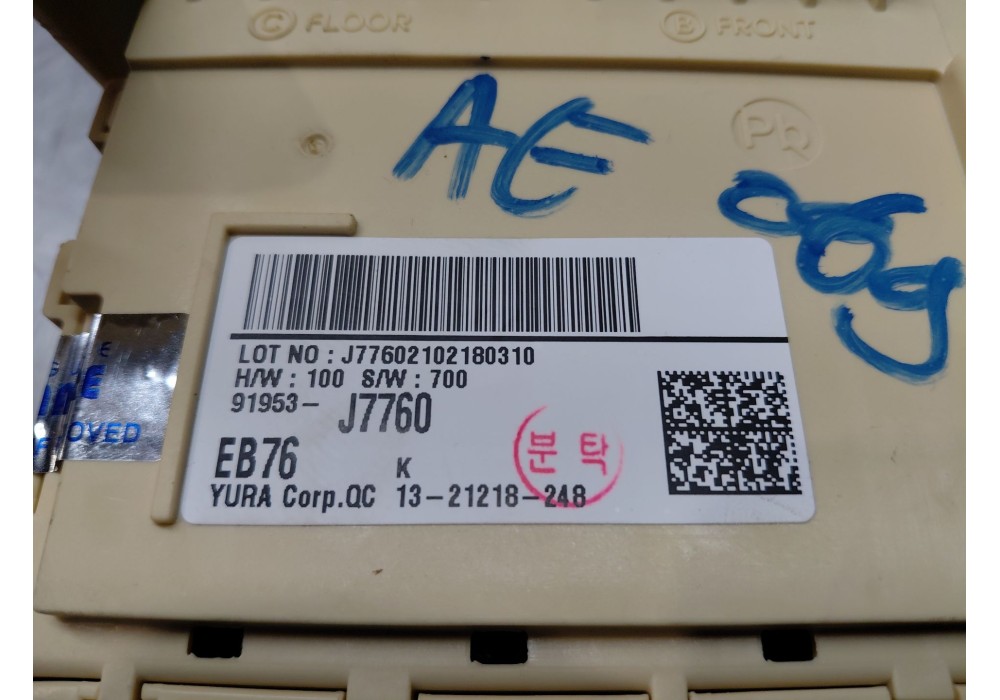 C FLOOR
B FRONT
AE
Pb
LOT NO : J77602102180310
H/W : 100 S/W : 700
91953- J7760
분탁
EB76 K
YURA Corp.QC 13-21218-248
OVED